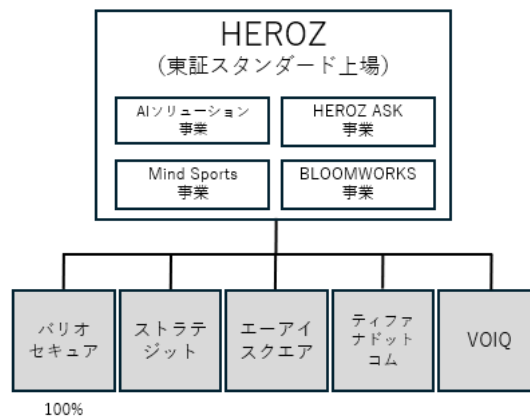 HEROZ
（東証スタンダード上場）
AIソリューション
事業
HEROZ ASK
事業
Mind Sports
事業
BLOOMWORKS
事業
バリオ
セキュア
ストラテ
ジット
エーアイ
スクエア
ティファ
ナドット
コム
VOIQ
100%